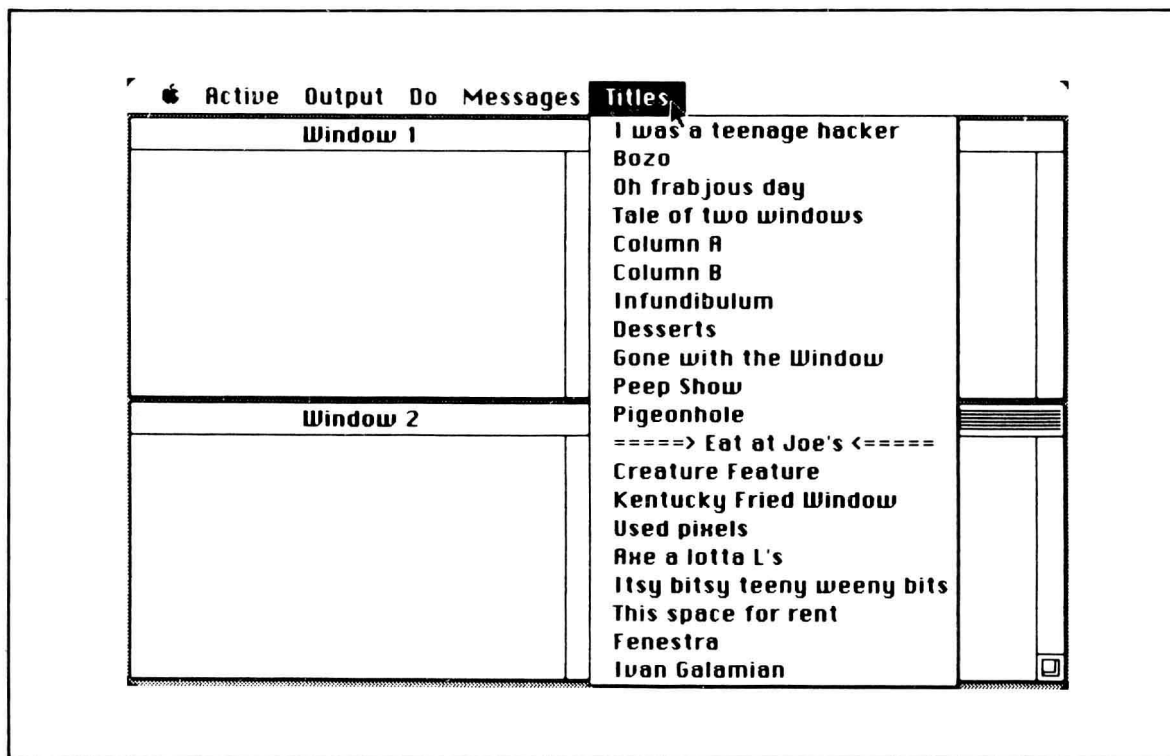 Active Output Do Messages Titles
Window 1
I was a teenage hacker
Bozo
Oh frabjous day
Tale of two windows
Column A
Column B
Infundibulum
Desserts
Gone with the Window
Peep Show
Pigeonhole
Window 2
=====> Eat at Joe's <=====
Creature Feature
Kentucky Fried Window
Used pixels
Axe a lotta L's
Itsy bitsy teeny weeny bits
This space for rent
Fenestra
Ivan Galamian